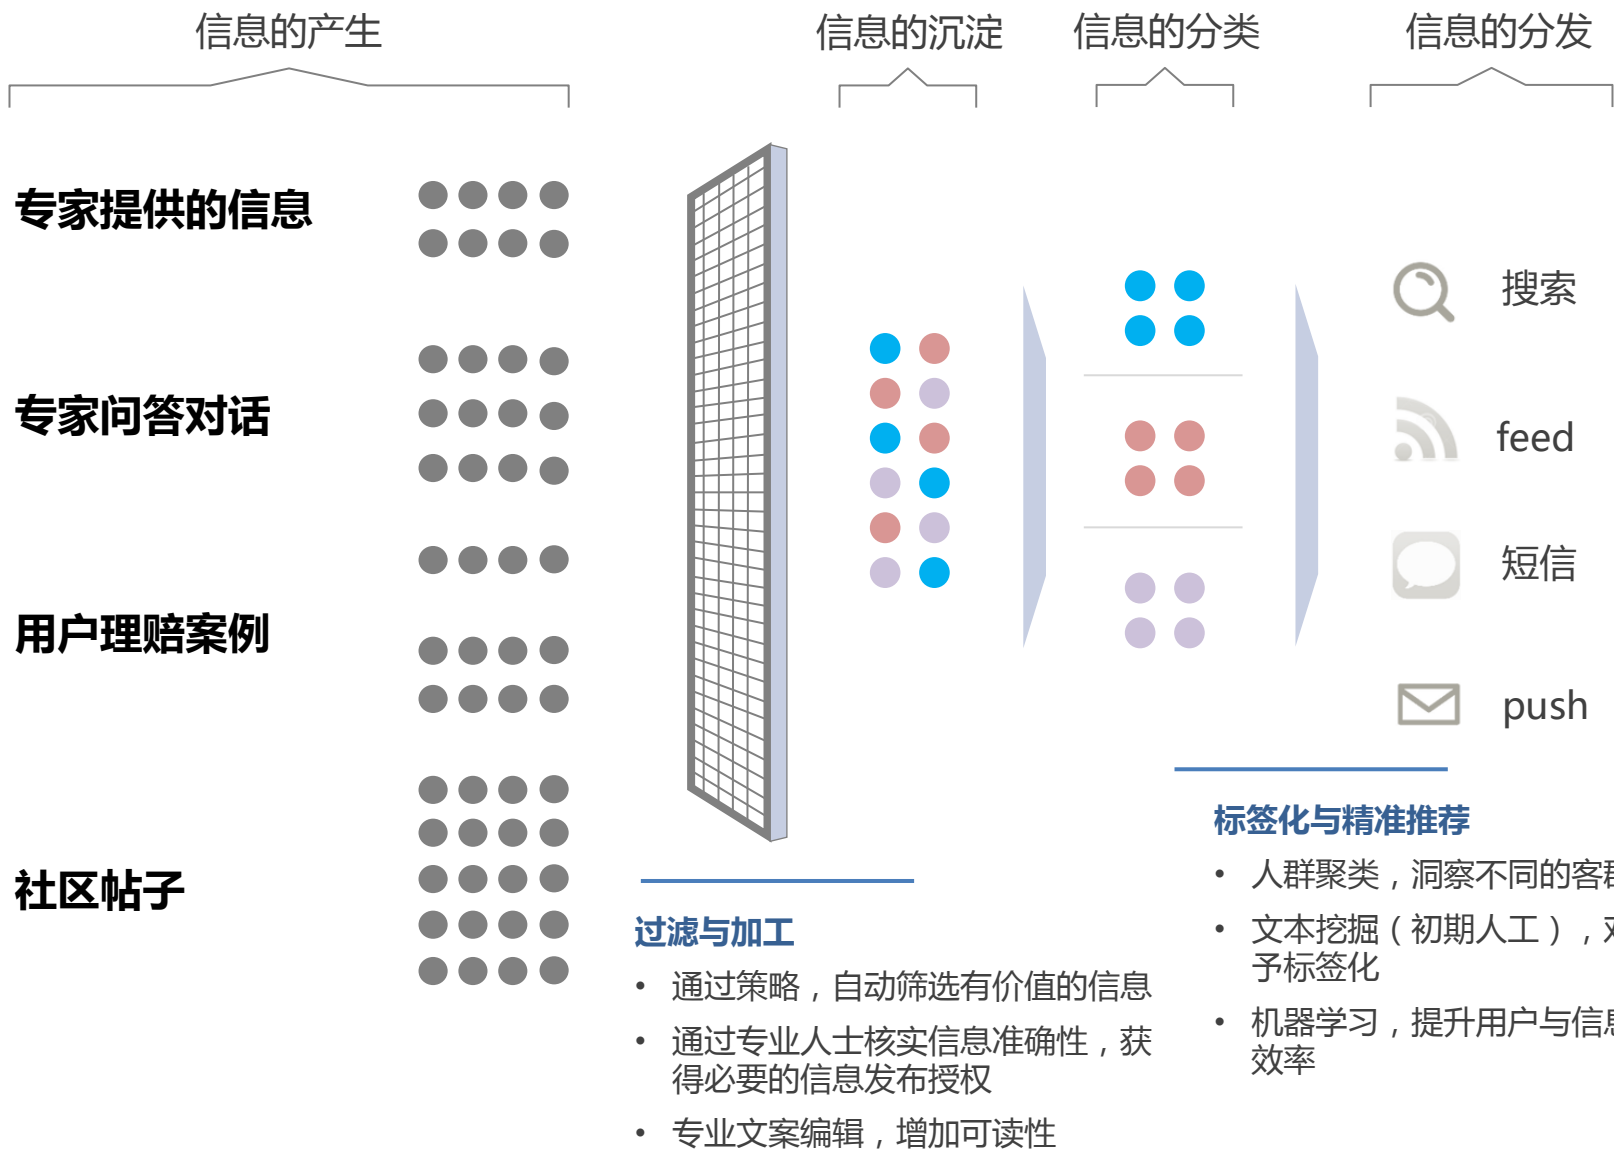 信息的产生
信息的沉淀
信息的分类
信息的分发
专家提供的信息
专家问答对话
用户理赔案例
社区帖子
搜索
feed
短信
push
过滤与加工
• 通过策略，自动筛选有价值的信息
• 通过专业人士核实信息准确性，获
得必要的信息发布授权
• 专业文案编辑，增加可读性
标签化与精准推荐
• 人群聚类，洞察不同的客群
• 文本挖掘（初期人工），对
予标签化
• 机器学习，提升用户与信息
效率